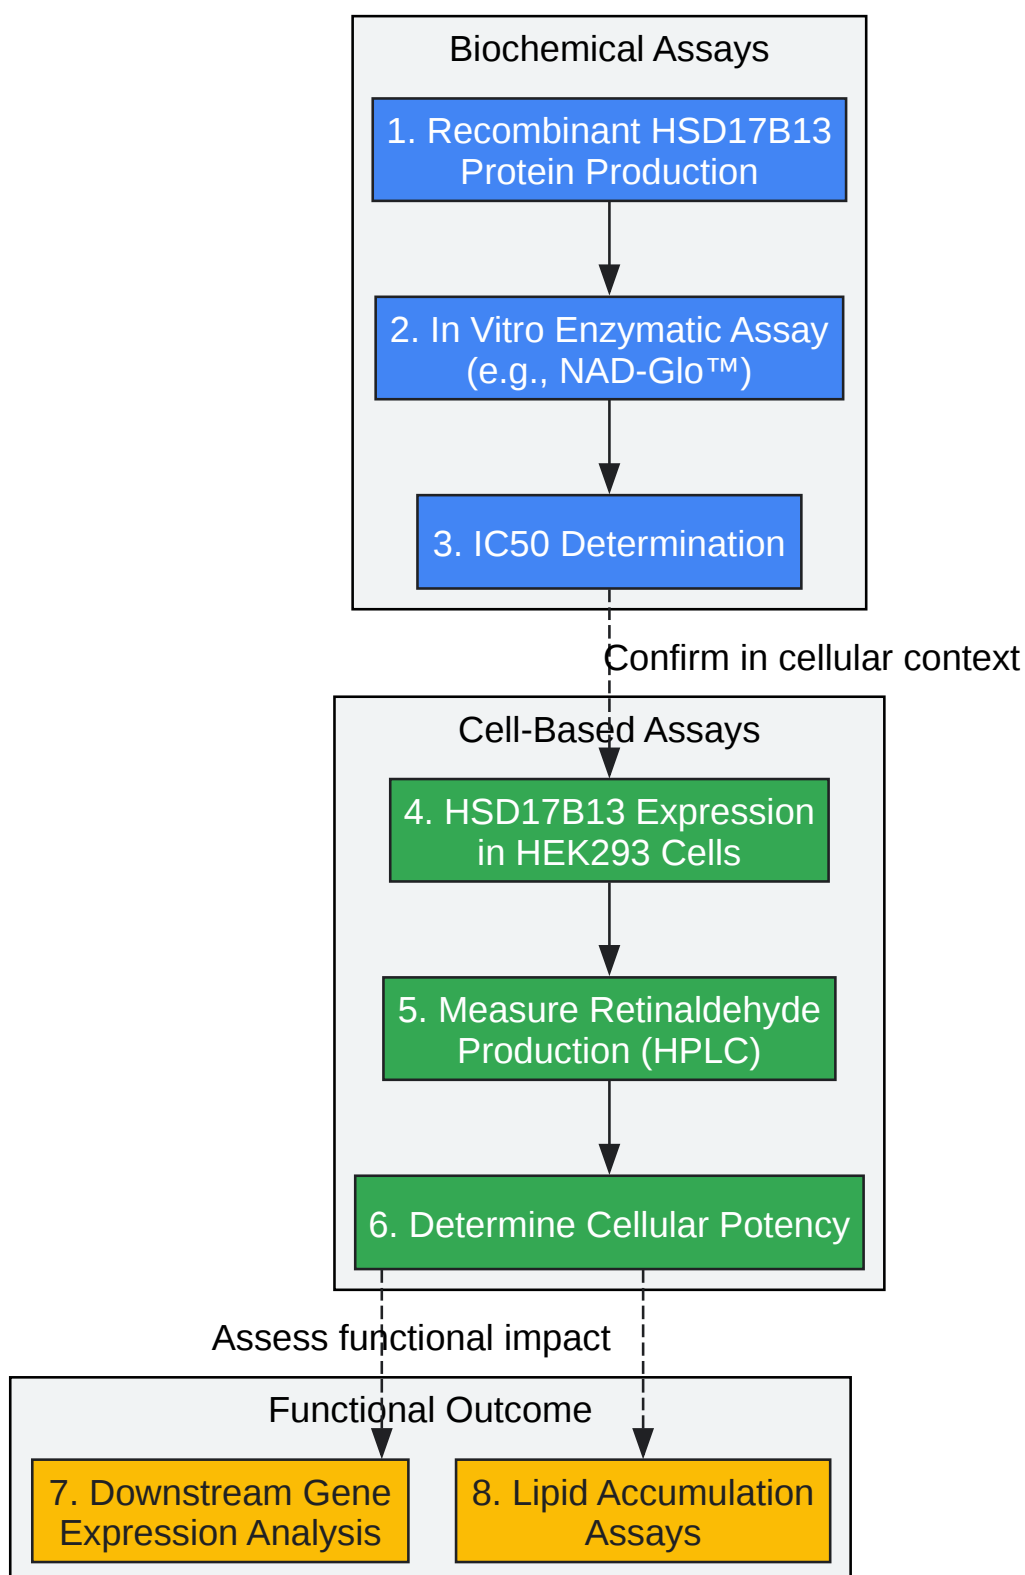 Biochemical Assays
1. Recombinant HSD17B13
Protein Production
2. In Vitro Enzymatic Assay
(e.g., NAD-Glo™)
3. IC50 Determination
Confirm in cellular context
Cell-Based Assays
4. HSD17B13 Expression
in HEK293 Cells
5. Measure Retinaldehyde
Production (HPLC)
6. Determine Cellular Potency
Assess functional impact
Functional Outcome
7. Downstream Gene
Expression Analysis
8. Lipid Accumulation
Assays